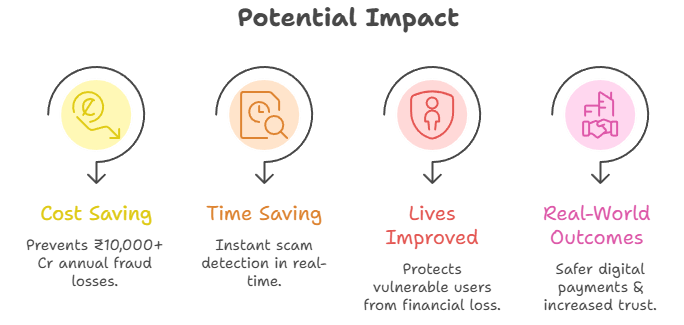 Potential Impact
Cost Saving
Prevents ₹10,000+
Cr annual fraud
losses.
Time Saving
Instant scam
detection in real-
time.
Lives
Improved
Protects
vulnerable users
from financial loss.
Real-World
Outcomes
Safer digital
payments &
increased trust.